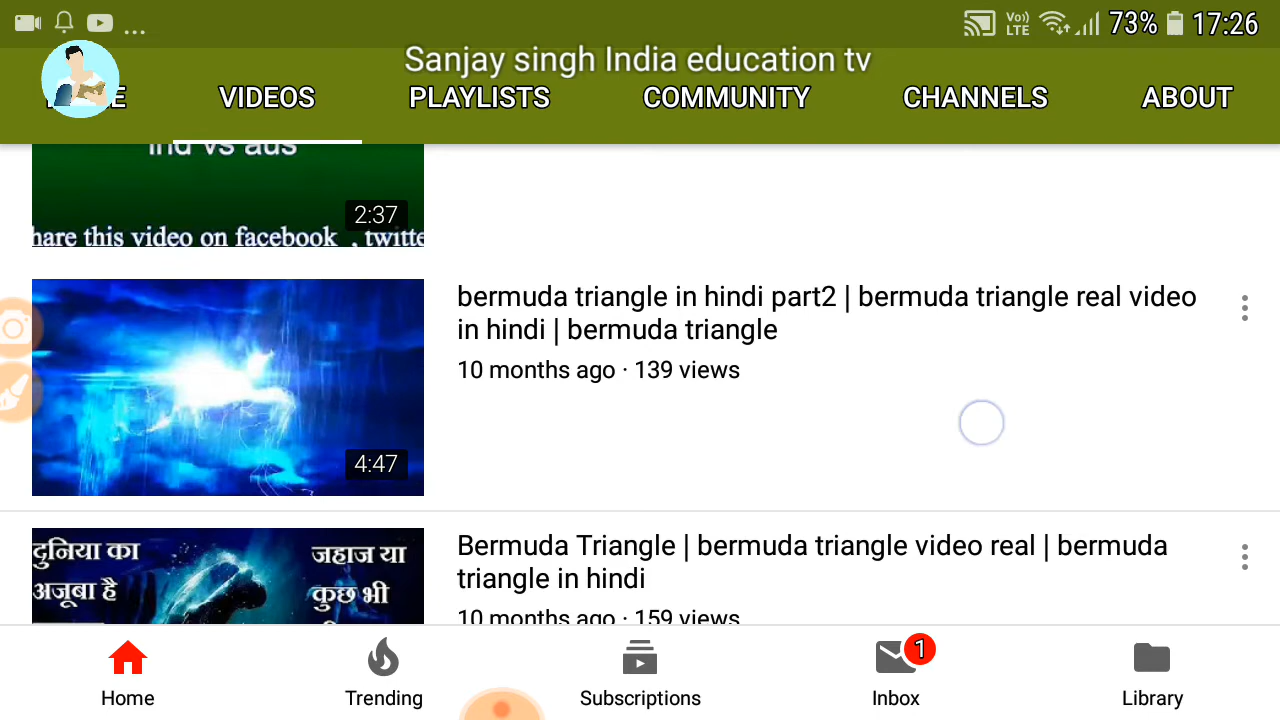 ...
Vo)
LTE
73%
17:26
Sanjay singh India education tv
VIDEOS
PLAYLISTS
COMMUNITY
CHANNELS
ABOUT
ind vs aus
2:37
hare this video on facebook , twitte
bermuda triangle in hindi part2 | bermuda triangle real video
in hindi | bermuda triangle
10 months ago · 139 views
4:47
दुनिया का
अजूबा है
जहाज या
कुछ भी
Bermuda Triangle | bermuda triangle video real | bermuda
triangle in hindi
10 months ago · 159 views
Home
Trending
Subscriptions
1
Inbox
Library